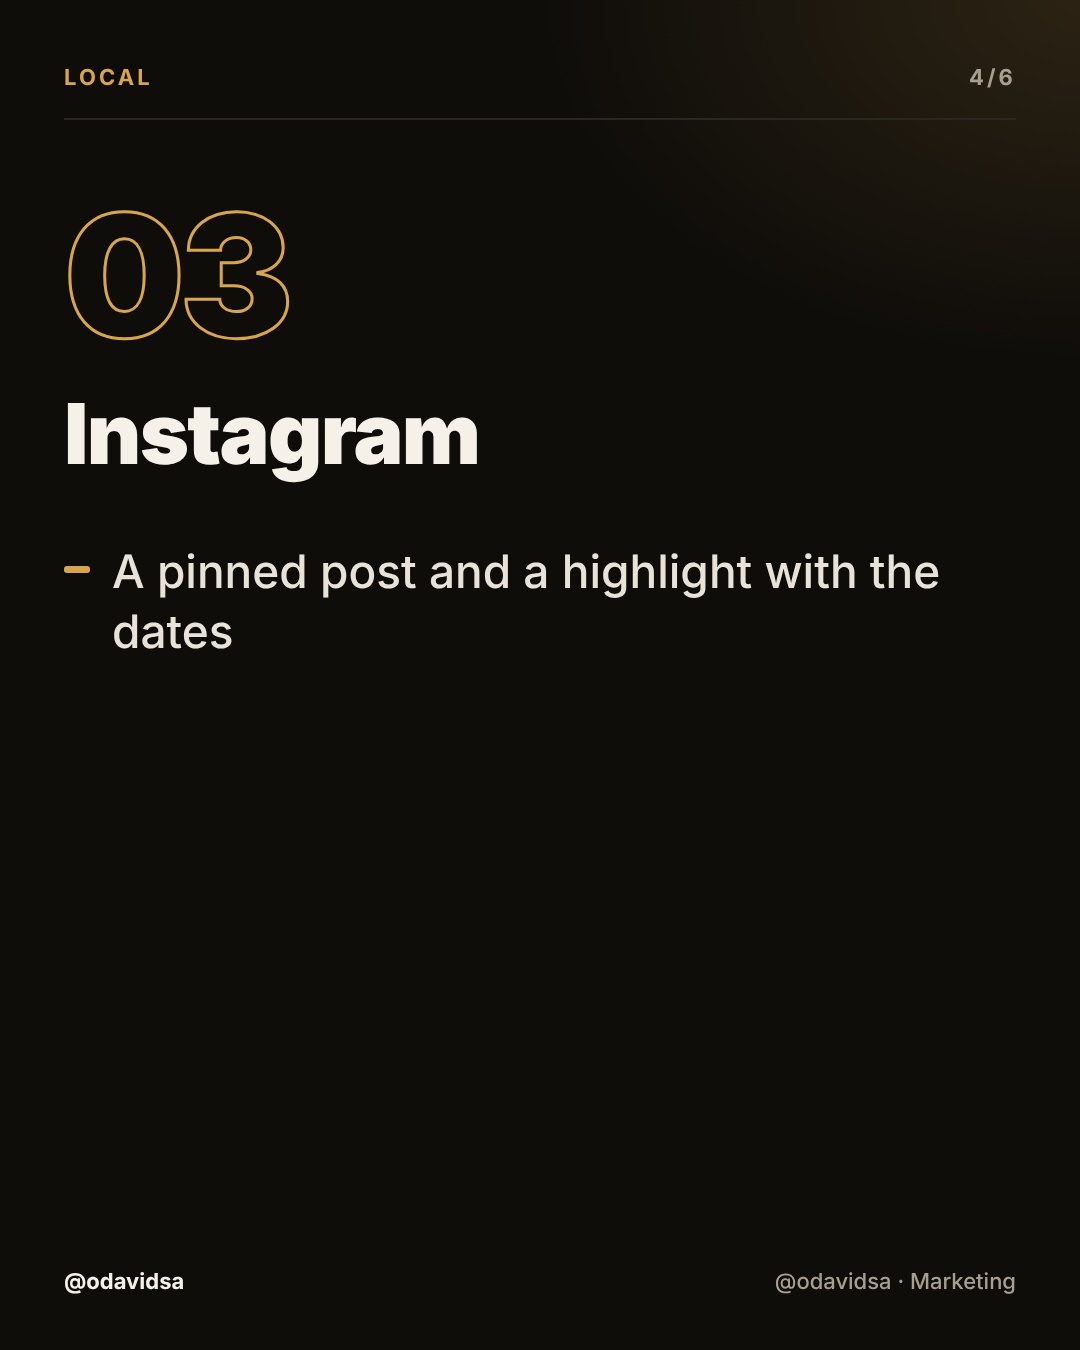 LOCAL
4/6
03
Instagram
A pinned post and a highlight with the
dates
@odavidsa
@odavidsa · Marketing